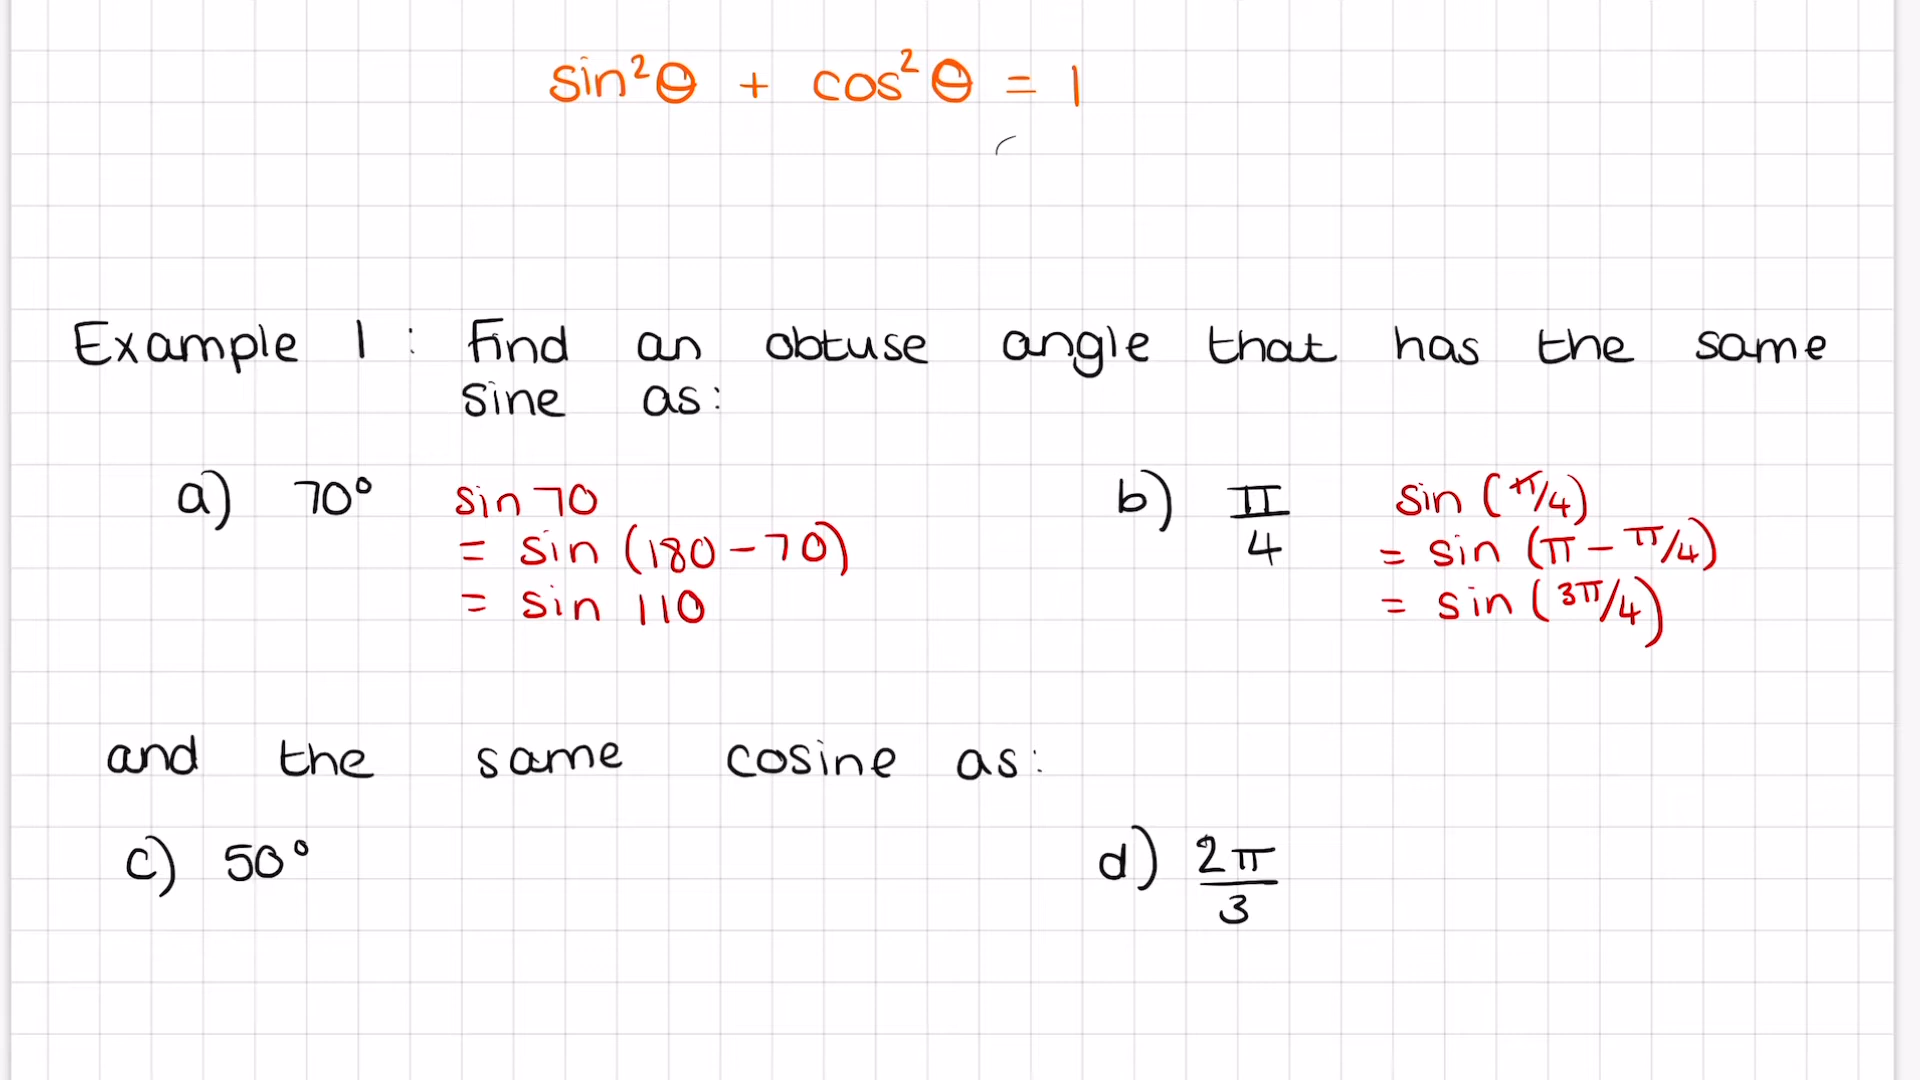 sin²θ + cos²θ = 1
Example 1 : Find an obtuse angle that has the same
sine as:
a) 70° sin 70
= sin (180 - 70)
= sin 110
b) π/4 sin (π/4)
= sin (π - π/4)
= sin (3π/4)
and the same cosine as:
c) 50°
d) 2π/3